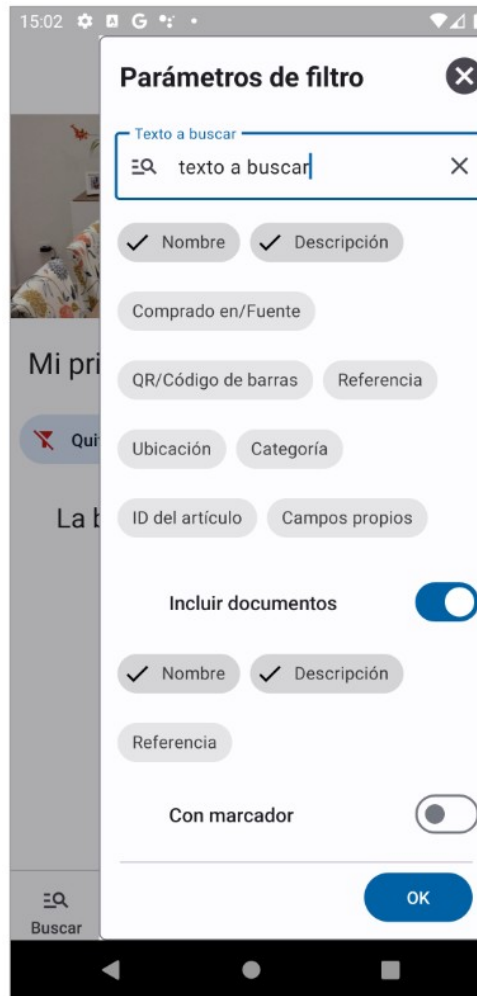 15:02
Parámetros de filtro
Texto a buscar
texto a buscar
Nombre Descripción
Comprado en/Fuente
Mi pri
QR/Código de barras Referencia
Qui
Ubicación Categoría
La b
ID del artículo Campos propios
Incluir documentos
Nombre Descripción
Referencia
Con marcador
OK
Buscar